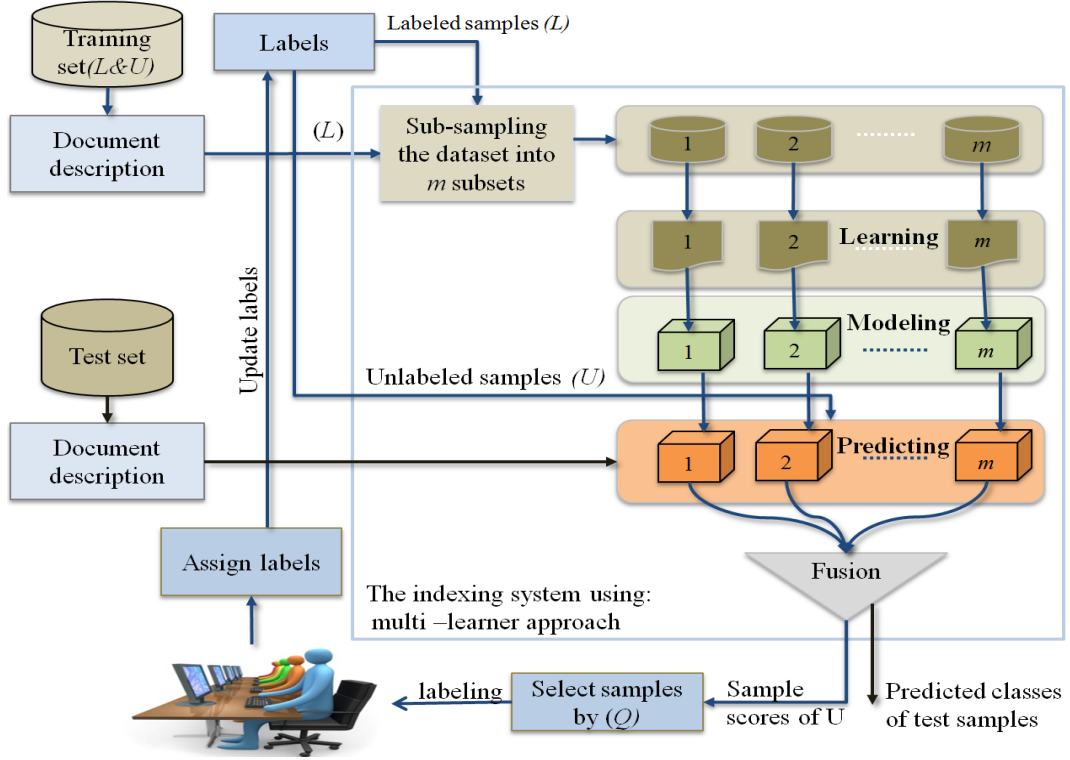 Training
set(L&U)
Labels
Labeled samples (L)
Document
description
(L)
Sub-sampling
the dataset into
m subsets
1
2
m
1
2
Learning
m
Modeling
1
2
m
Update labels
Test set
Unlabeled samples (U)
Document
description
Predicting
1
2
m
Assign labels
Fusion
The indexing system using:
multi –learner approach
labeling
Select samples
by (Q)
Sample
scores of U
Predicted classes
of test samples